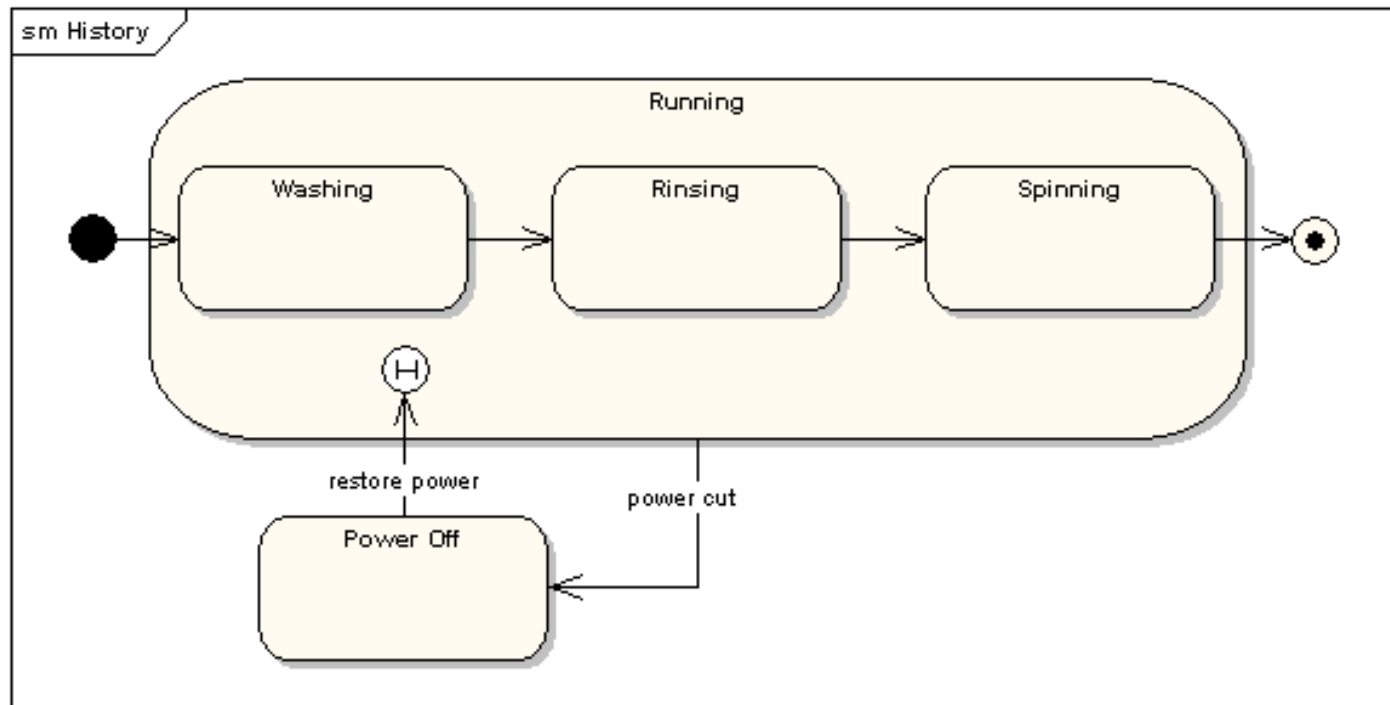 sm History
Running
Washing
Rinsing
Spinning
H
restore power
power cut
Power Off